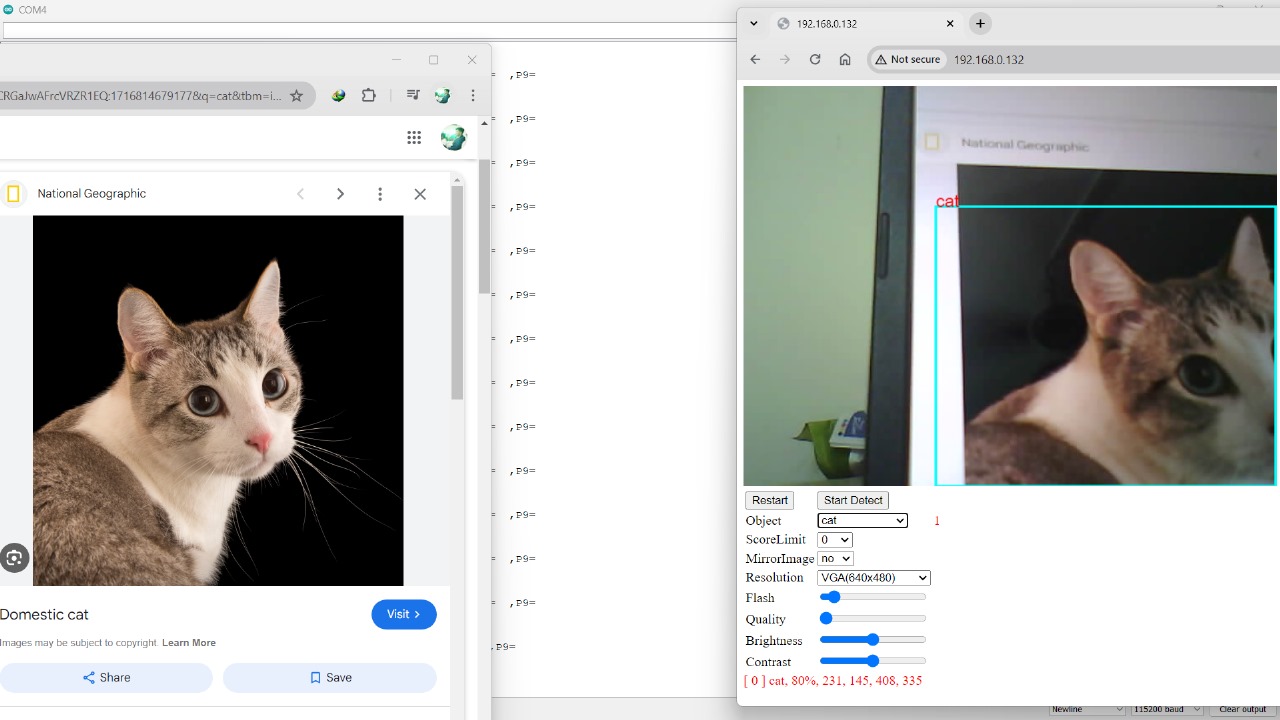 COM4
CRGaJwAFrcVRZR1EQ:1716814679177&q=cat&tbm=i...
National Geographic
Domestic cat
Visit
Images may be subject to copyright. Learn More
Share
Save
,P9=
,P9=
,P9=
,P9=
,P9=
,P9=
,P9=
,P9=
,P9=
,P9=
,P9=
,P9=
,P9=
,P9=
192.168.0.132
Not secure 192.168.0.132
National Geographic
cat
Restart Start Detect
Object cat 1
ScoreLimit 0
MirrorImage no
Resolution VGA(640x480)
Flash
Quality
Brightness
Contrast
[ 0 ] cat, 80%, 231, 145, 408, 335
Newline 115200 baud Clear output